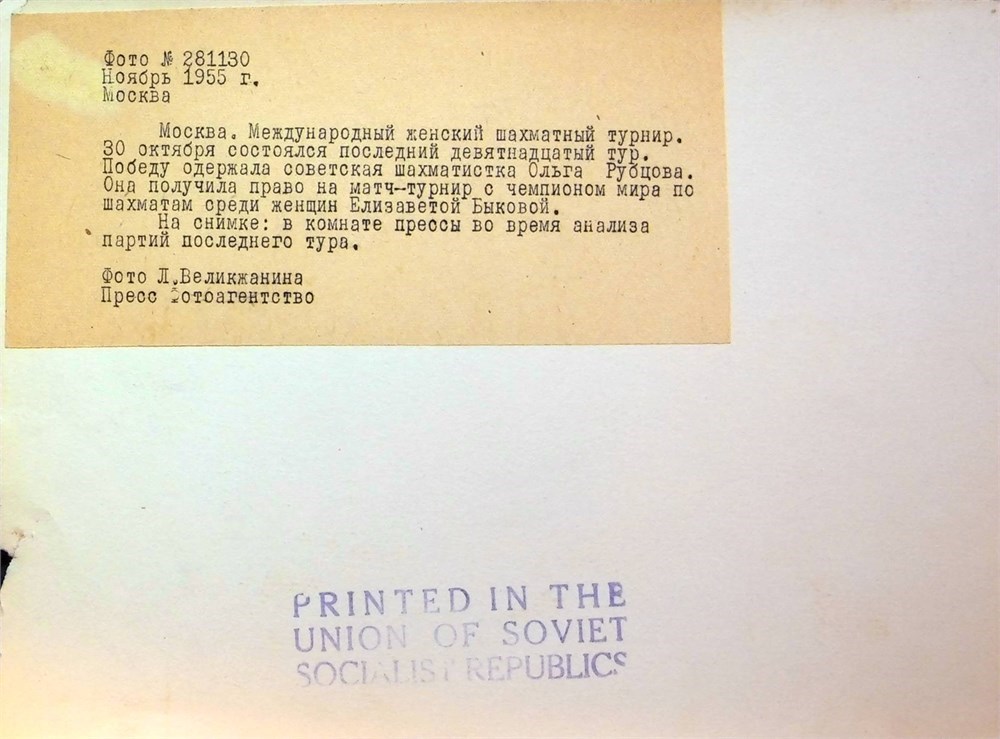 Фото № 281130
Ноябрь 1955 г.
Москва
Москва. Международный женский шахматный турнир.
30 октября состоялся последний девятнадцатый тур.
Победу одержала советская шахматистка Ольга Рубцова.
Она получила право на матч-турнир с чемпионом мира по
шахматам среди женщин Елизаветой Быковой.
На снимке: в комнате прессы во время анализа
партий последнего тура.
Фото Л.Великжанина
Пресс Фотоагентство
PRINTED IN THE
UNION OF SOVIET
SOCIALIST REPUBLICS